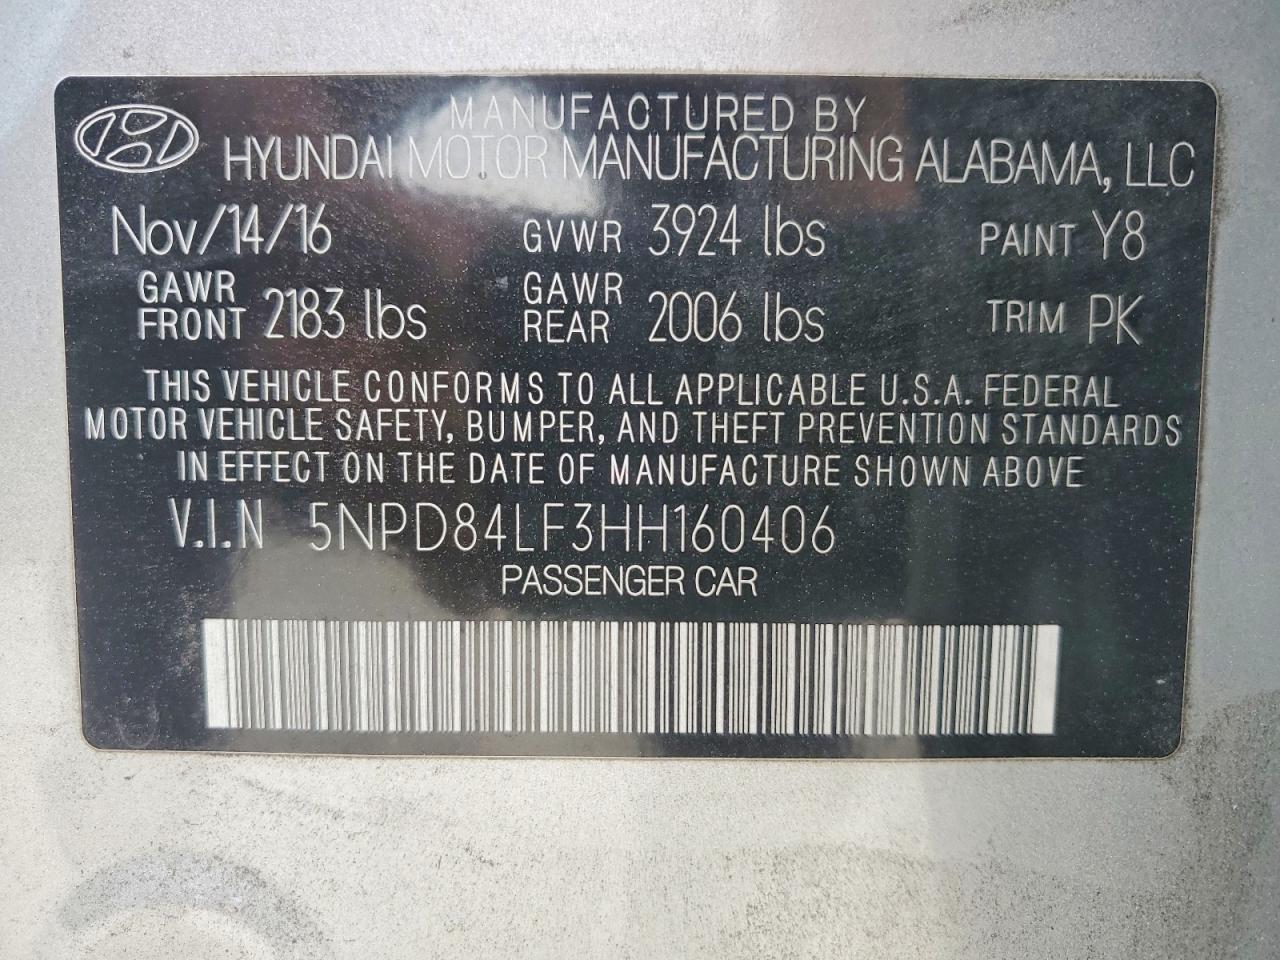 MANUFACTURED BY
HYUNDAI MOTOR MANUFACTURING ALABAMA, LLC
Nov/14/16 GVWR 3924 lbs PAINT Y8
GAWR FRONT 2183 lbs GAWR REAR 2006 lbs TRIM PK
THIS VEHICLE CONFORMS TO ALL APPLICABLE U.S.A. FEDERAL
MOTOR VEHICLE SAFETY, BUMPER, AND THEFT PREVENTION STANDARDS
IN EFFECT ON THE DATE OF MANUFACTURE SHOWN ABOVE
V.I.N 5NPD84LF3HH160406
PASSENGER CAR